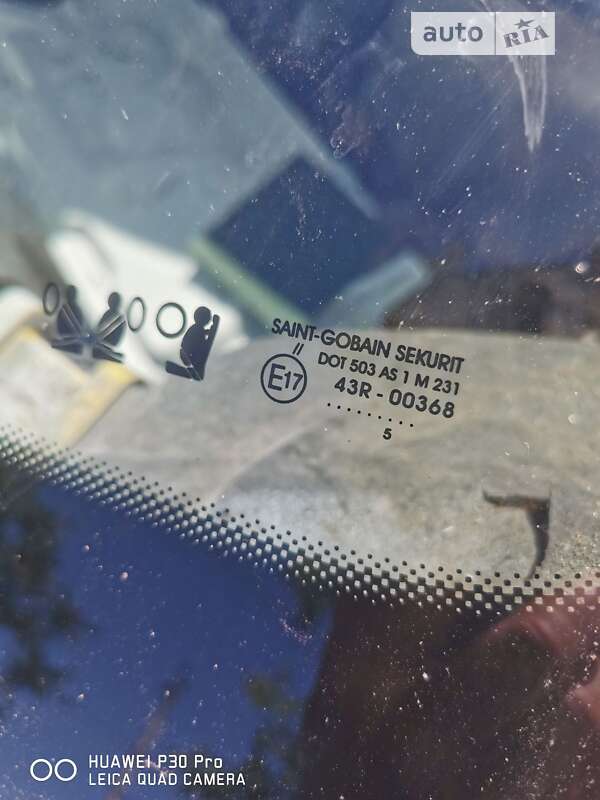 auto RIA
SAINT-GOBAIN SEKURIT
II
DOT 503 AS 1 M 231
E17
43R - 00368
.........
5
HUAWEI P30 Pro
LEICA QUAD CAMERA